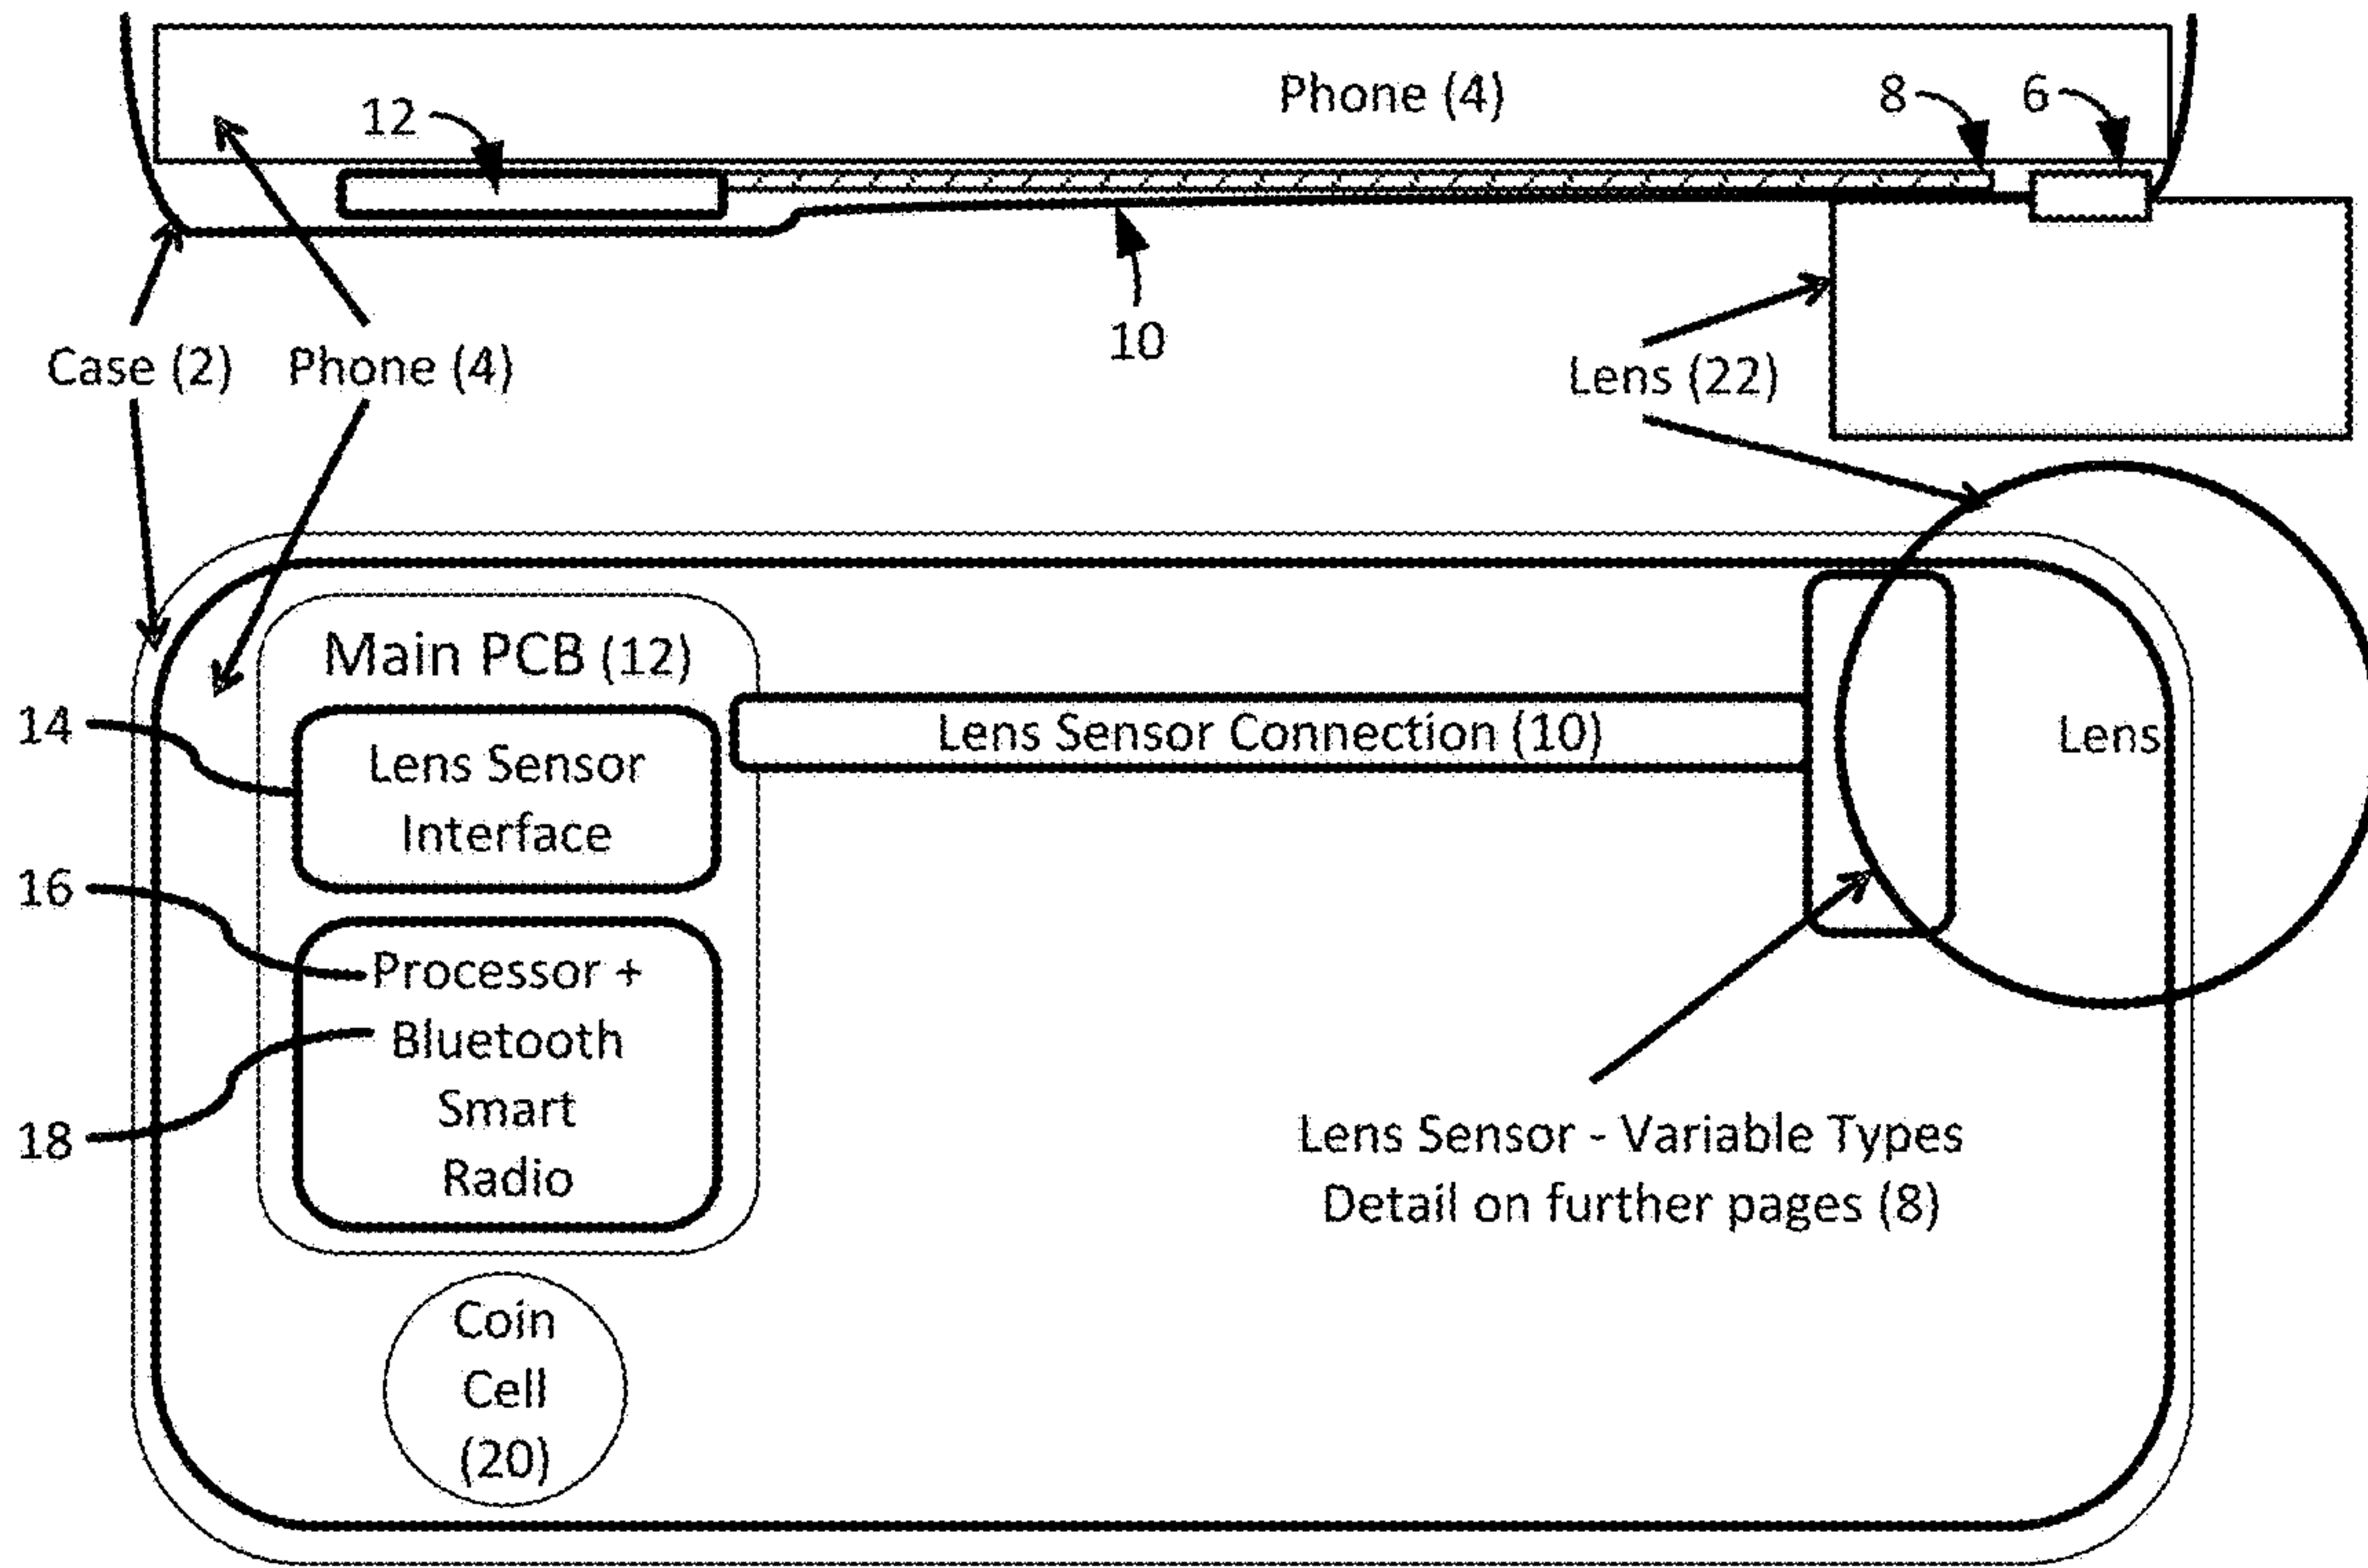 Phone (4)
8
6
12
10
Case (2)
Phone (4)
Lens (22)
Main PCB (12)
14
Lens Sensor
Interface
Lens Sensor Connection (10)
Lens
16
Processor +
Bluetooth
Smart
Radio
18
Lens Sensor - Variable Types
Detail on further pages (8)
Coin
Cell
(20)